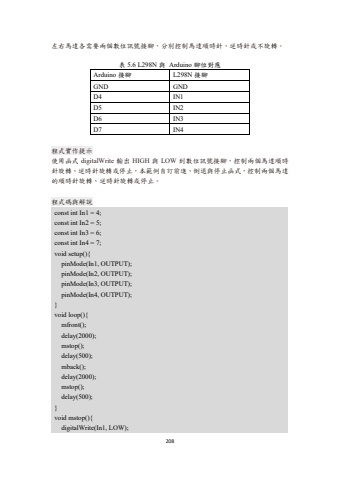 左右馬達各需要兩個數位訊號接腳，分別控制馬達順時針，逆時針或不旋轉。
表 5.6 L298N 與 Arduino 腳位對應
Arduino 接腳 L298N 接腳
GND GND
D4 IN1
D5 IN2
D6 IN3
D7 IN4
程式實作提示
使用函式 digitalWrite 輸出 HIGH 與 LOW 到數位訊號接腳，控制兩個馬達順時
針旋轉、逆時針旋轉或停止，本範例自訂前進、倒退與停止函式，控制兩個馬達
的順時針旋轉、逆時針旋轉或停止。
程式碼與解說
const int In1 = 4;
const int In2 = 5;
const int In3 = 6;
const int In4 = 7;
void setup(){
pinMode(In1, OUTPUT);
pinMode(In2, OUTPUT);
pinMode(In3, OUTPUT);
pinMode(In4, OUTPUT);
}
void loop(){
mfront();
delay(2000);
mstop();
delay(500);
mback();
delay(2000);
mstop();
delay(500);
}
void mstop(){
digitalWrite(In1, LOW);
208